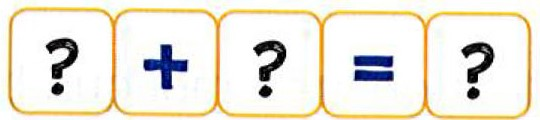 ? + ? = ?